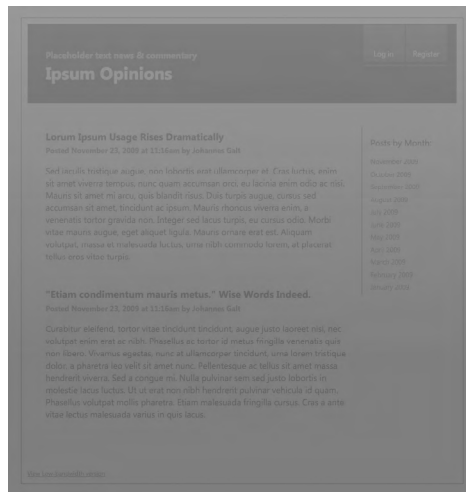 Log in Register
Placeholder text news & commentary
Ipsum Opinions
Lorum Ipsum Usage Rises Dramatically
Posted November 23, 2009 at 11:16am by Johannes Galt
Sed iaculis tristique augue, non lobortis erat ullamcorper et. Cras luctus, enim
sit amet viverra tempus, nunc quam accumsan orci, eu lacinia enim odio ac nisi.
Mauris sit amet mi arcu, quis blandit risus. Duis turpis augue, cursus sed
accumsan sit amet, tincidunt ac ipsum. Mauris rhoncus viverra enim, a
venenatis tortor gravida non. Integer sed lacus turpis, eu cursus odio. Morbi
vitae mauris augue, eget aliquet ligula. Mauris ornare erat est. Aliquam
volutpat, massa et malesuada luctus, urna nibh commodo lorem, at placerat
tellus eros vitae turpis.
"Etiam condimentum mauris metus." Wise Words Indeed.
Posted November 23, 2009 at 11:16am by Johannes Galt
Curabitur eleifend, tortor vitae tincidunt tincidunt, augue justo laoreet nisi, nec
volutpat enim erat ac nibh. Phasellus ac tortor id metus fringilla venenatis quis
non libero. Vivamus egestas, nunc at ullamcorper tincidunt, urna lorem tristique
dolor, a pharetra leo velit sit amet nunc. Pellentesque ac tellus sit amet massa
hendrerit viverra. Sed a congue mi. Nulla pulvinar sem sed justo lobortis in
molestie lacus luctus. Ut ut erat non nibh hendrerit pulvinar vehicula id quam.
Phasellus volutpat mollis pharetra. Etiam malesuada fringilla cursus. Cras a ante
vitae lectus malesuada varius in quis lacus.
Posts by Month
November 2009
October 2009
September 2009
August 2009
July 2009
June 2009
May 2009
April 2009
March 2009
February 2009
January 2009